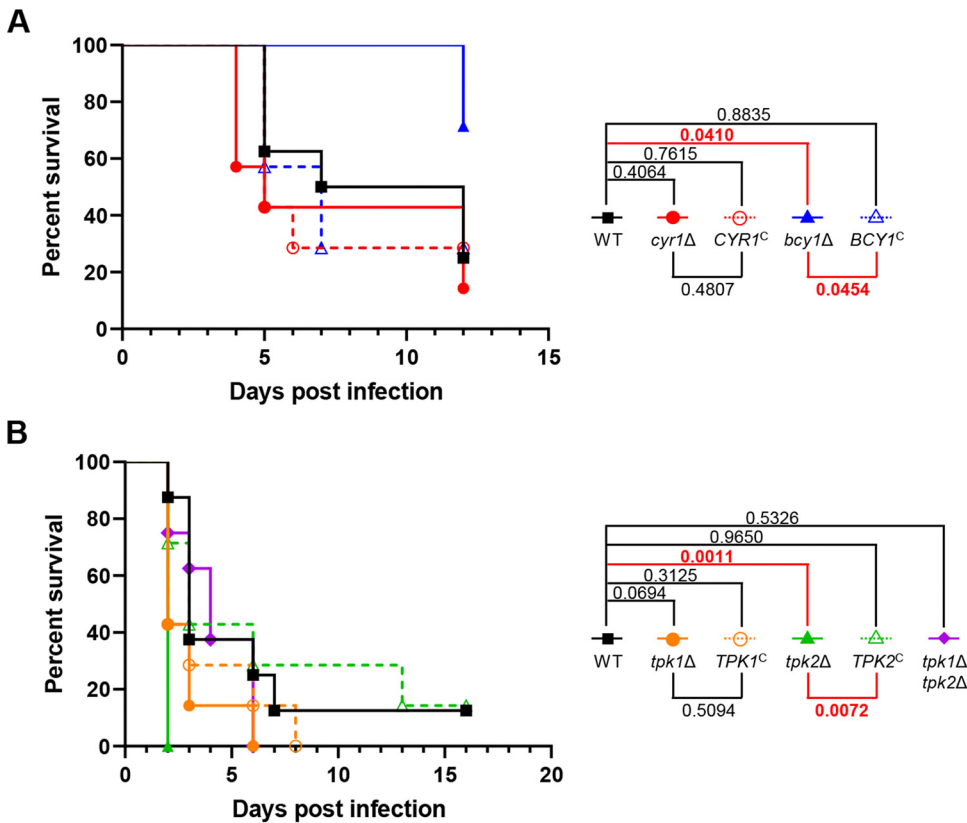 A
Percent survival
100
80
60
40
20
0
0 5 10 15
Days post infection
0.8835
0.0410
0.7615
0.4064
WT cyr1Δ CYR1ᶜ bcy1Δ BCY1ᶜ
0.4807 0.0454
B
Percent survival
100
80
60
40
20
0
0 5 10 15 20
Days post infection
0.5326
0.9650
0.0011
0.3125
0.0694
WT tpk1Δ TPK1ᶜ tpk2Δ TPK2ᶜ tpk1Δ
tpk2Δ
0.5094 0.0072